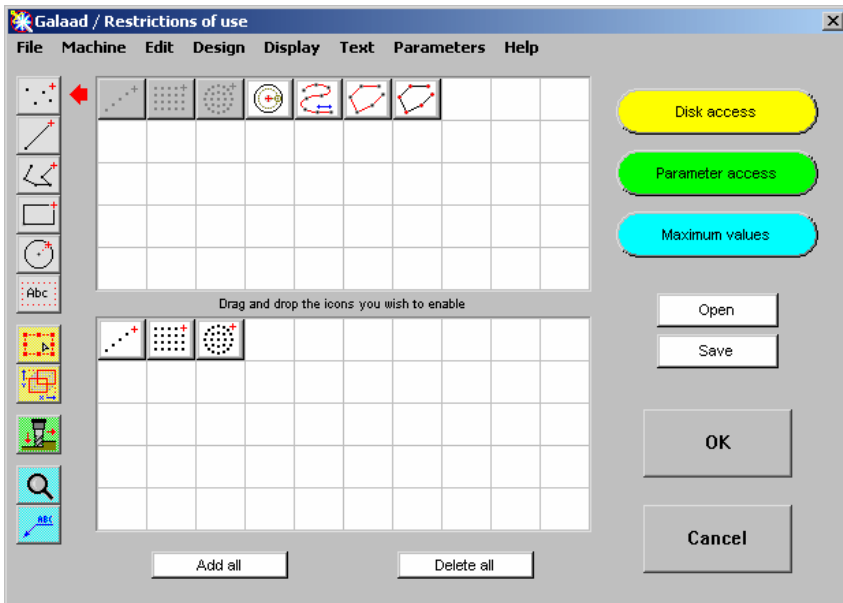 Galaad / Restrictions of use
File Machine Edit Design Display Text Parameters Help
Disk access
Parameter access
Maximum values
Abc
Drag and drop the icons you wish to enable
Open
Save
Y
X
OK
ABC
Cancel
Add all
Delete all